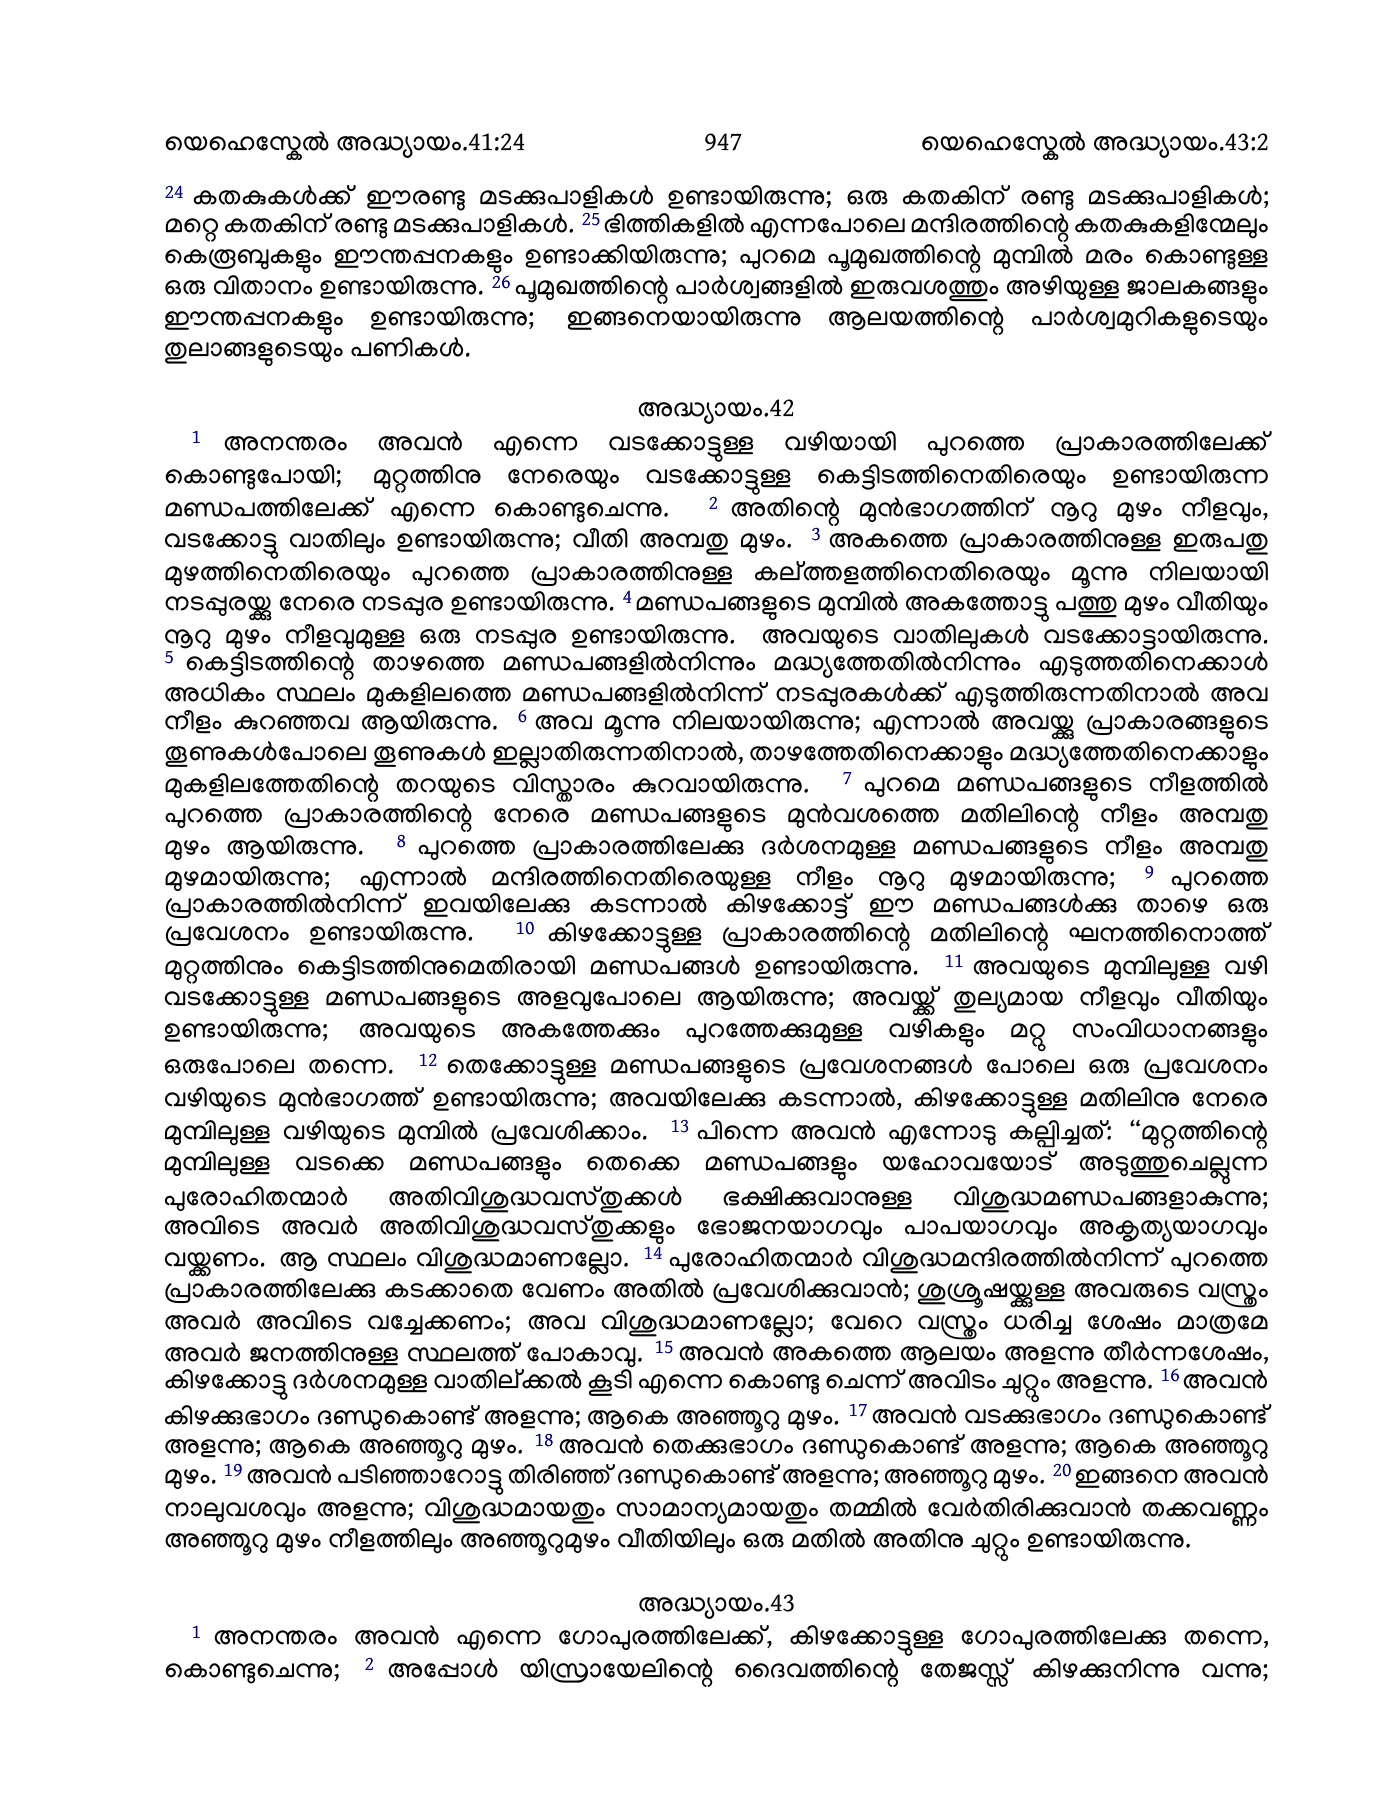 യെഹെസ്കേൽ അദ്ധ്യായം.41:24 947 യെഹെസ്കേൽ അദ്ധ്യായം.43:2
24 കതകുകൾക്ക് ഈരണ്ടു മടക്കുപാളികൾ ഉണ്ടായിരുന്നു; ഒരു കതകിന് രണ്ടു മടക്കുപാളികൾ;
മറ്റെ കതകിന് രണ്ടു മടക്കുപാളികൾ. 25 ഭിത്തികളിൽ എന്നപോലെ മന്ദിരത്തിന്റെ കതകുകളിന്മേലും
കെരൂബുകളും ഈന്തപ്പനകളും ഉണ്ടാക്കിയിരുന്നു; പുറമെ പൂമുഖത്തിന്റെ മുമ്പിൽ മരം കൊണ്ടുള്ള
ഒരു വിതാനം ഉണ്ടായിരുന്നു. 26 പൂമുഖത്തിന്റെ പാർശ്വങ്ങളിൽ ഇരുവശത്തും അഴിയുള്ള ജാലകങ്ങളും
ഈന്തപ്പനകളും ഉണ്ടായിരുന്നു; ഇങ്ങനെയായിരുന്നു ആലയത്തിന്റെ പാർശ്വമുറികളുടെയും
തുലാങ്ങളുടെയും പണികൾ.
അദ്ധ്യായം.42
1 അനന്തരം അവൻ എന്നെ വടക്കോട്ടുള്ള വഴിയായി പുറത്തെ പ്രാകാരത്തിലേക്ക്
കൊണ്ടുപോയി; മുറ്റത്തിനു നേരെയും വടക്കോട്ടുള്ള കെട്ടിടത്തിനെതിരെയും ഉണ്ടായിരുന്ന
മണ്ഡപത്തിലേക്ക് എന്നെ കൊണ്ടുചെന്നു. 2 അതിന്റെ മുൻഭാഗത്തിന് നൂറു മുഴം നീളവും,
വടക്കോട്ടു വാതിലും ഉണ്ടായിരുന്നു; വീതി അമ്പതു മുഴം. 3 അകത്തെ പ്രാകാരത്തിനുള്ള ഇരുപതു
മുഴത്തിനെതിരെയും പുറത്തെ പ്രാകാരത്തിനുള്ള കല്ത്തളത്തിനെതിരെയും മൂന്നു നിലയായി
നടപ്പുരയ്ക്കു നേരെ നടപ്പുര ഉണ്ടായിരുന്നു. 4 മണ്ഡപങ്ങളുടെ മുമ്പിൽ അകത്തോട്ടു പത്തു മുഴം വീതിയും
നൂറു മുഴം നീളവുമുള്ള ഒരു നടപ്പുര ഉണ്ടായിരുന്നു. അവയുടെ വാതിലുകൾ വടക്കോട്ടായിരുന്നു.
5 കെട്ടിടത്തിന്റെ താഴത്തെ മണ്ഡപങ്ങളിൽനിന്നും മദ്ധ്യത്തേതിൽനിന്നും എടുത്തതിനെക്കാൾ
അധികം സ്ഥലം മുകളിലത്തെ മണ്ഡപങ്ങളിൽനിന്ന് നടപ്പുരകൾക്ക് എടുത്തിരുന്നതിനാൽ അവ
നീളം കുറഞ്ഞവ ആയിരുന്നു. 6 അവ മൂന്നു നിലയായിരുന്നു; എന്നാൽ അവയ്ക്കു പ്രാകാരങ്ങളുടെ
തൂണുകൾപോലെ തൂണുകൾ ഇല്ലാതിരുന്നതിനാൽ, താഴത്തേതിനെക്കാളും മദ്ധ്യത്തേതിനെക്കാളും
മുകളിലത്തേതിന്റെ തറയുടെ വിസ്താരം കുറവായിരുന്നു. 7 പുറമെ മണ്ഡപങ്ങളുടെ നീളത്തിൽ
പുറത്തെ പ്രാകാരത്തിന്റെ നേരെ മണ്ഡപങ്ങളുടെ മുൻവശത്തെ മതിലിന്റെ നീളം അമ്പതു
മുഴം ആയിരുന്നു. 8 പുറത്തെ പ്രാകാരത്തിലേക്കു ദർശനമുള്ള മണ്ഡപങ്ങളുടെ നീളം അമ്പതു
മുഴമായിരുന്നു; എന്നാൽ മന്ദിരത്തിനെതിരെയുള്ള നീളം നൂറു മുഴമായിരുന്നു; 9 പുറത്തെ
പ്രാകാരത്തിൽനിന്ന് ഇവയിലേക്കു കടന്നാൽ കിഴക്കോട്ട് ഈ മണ്ഡപങ്ങൾക്കു താഴെ ഒരു
പ്രവേശനം ഉണ്ടായിരുന്നു. 10 കിഴക്കോട്ടുള്ള പ്രാകാരത്തിന്റെ മതിലിന്റെ ഘനത്തിനൊത്ത്
മുറ്റത്തിനും കെട്ടിടത്തിനുമെതിരായി മണ്ഡപങ്ങൾ ഉണ്ടായിരുന്നു. 11 അവയുടെ മുമ്പിലുള്ള വഴി
വടക്കോട്ടുള്ള മണ്ഡപങ്ങളുടെ അളവുപോലെ ആയിരുന്നു; അവയ്ക്ക് തുല്യമായ നീളവും വീതിയും
ഉണ്ടായിരുന്നു; അവയുടെ അകത്തേക്കും പുറത്തേക്കുമുള്ള വഴികളും മറ്റു സംവിധാനങ്ങളും
ഒരുപോലെ തന്നെ. 12 തെക്കോട്ടുള്ള മണ്ഡപങ്ങളുടെ പ്രവേശനങ്ങൾ പോലെ ഒരു പ്രവേശനം
വഴിയുടെ മുൻഭാഗത്ത് ഉണ്ടായിരുന്നു; അവയിലേക്കു കടന്നാൽ, കിഴക്കോട്ടുള്ള മതിലിനു നേരെ
മുമ്പിലുള്ള വഴിയുടെ മുമ്പിൽ പ്രവേശിക്കാം. 13 പിന്നെ അവൻ എന്നോടു കല്പിച്ചത്: “മുറ്റത്തിന്റെ
മുമ്പിലുള്ള വടക്കെ മണ്ഡപങ്ങളും തെക്കെ മണ്ഡപങ്ങളും യഹോവയോട് അടുത്തുചെല്ലുന്ന
പുരോഹിതന്മാർ അതിവിശുദ്ധവസ്തുക്കൾ ഭക്ഷിക്കുവാനുള്ള വിശുദ്ധമണ്ഡപങ്ങളാകുന്നു;
അവിടെ അവർ അതിവിശുദ്ധവസ്തുക്കളും ഭോജനയാഗവും പാപയാഗവും അകൃത്യയാഗവും
വയ്ക്കണം. ആ സ്ഥലം വിശുദ്ധമാണല്ലോ. 14 പുരോഹിതന്മാർ വിശുദ്ധമന്ദിരത്തിൽനിന്ന് പുറത്തെ
പ്രാകാരത്തിലേക്കു കടക്കാതെ വേണം അതിൽ പ്രവേശിക്കുവാൻ; ശുശ്രൂഷയ്ക്കുള്ള അവരുടെ വസ്ത്രം
അവർ അവിടെ വച്ചേക്കണം; അവ വിശുദ്ധമാണല്ലോ; വേറെ വസ്ത്രം ധരിച്ച ശേഷം മാത്രമേ
അവർ ജനത്തിനുള്ള സ്ഥലത്ത് പോകാവു. 15 അവൻ അകത്തെ ആലയം അളന്നു തീർന്നശേഷം,
കിഴക്കോട്ടു ദർശനമുള്ള വാതില്ക്കൽ കൂടി എന്നെ കൊണ്ടു ചെന്ന് അവിടം ചുറ്റും അളന്നു. 16 അവൻ
കിഴക്കുഭാഗം ദണ്ഡുകൊണ്ട് അളന്നു; ആകെ അഞ്ഞൂറു മുഴം. 17 അവൻ വടക്കുഭാഗം ദണ്ഡുകൊണ്ട്
അളന്നു; ആകെ അഞ്ഞൂറു മുഴം. 18 അവൻ തെക്കുഭാഗം ദണ്ഡുകൊണ്ട് അളന്നു; ആകെ അഞ്ഞൂറു
മുഴം. 19 അവൻ പടിഞ്ഞാറോട്ടു തിരിഞ്ഞ് ദണ്ഡുകൊണ്ട് അളന്നു; അഞ്ഞൂറു മുഴം. 20 ഇങ്ങനെ അവൻ
നാലുവശവും അളന്നു; വിശുദ്ധമായതും സാമാന്യമായതും തമ്മിൽ വേർതിരിക്കുവാൻ തക്കവണ്ണം
അഞ്ഞൂറു മുഴം നീളത്തിലും അഞ്ഞൂറുമുഴം വീതിയിലും ഒരു മതിൽ അതിനു ചുറ്റും ഉണ്ടായിരുന്നു.
അദ്ധ്യായം.43
1 അനന്തരം അവൻ എന്നെ ഗോപുരത്തിലേക്ക്, കിഴക്കോട്ടുള്ള ഗോപുരത്തിലേക്കു തന്നെ,
കൊണ്ടുചെന്നു; 2 അപ്പോൾ യിസ്രായേലിന്റെ ദൈവത്തിന്റെ തേജസ്സ് കിഴക്കുനിന്നു വന്നു;